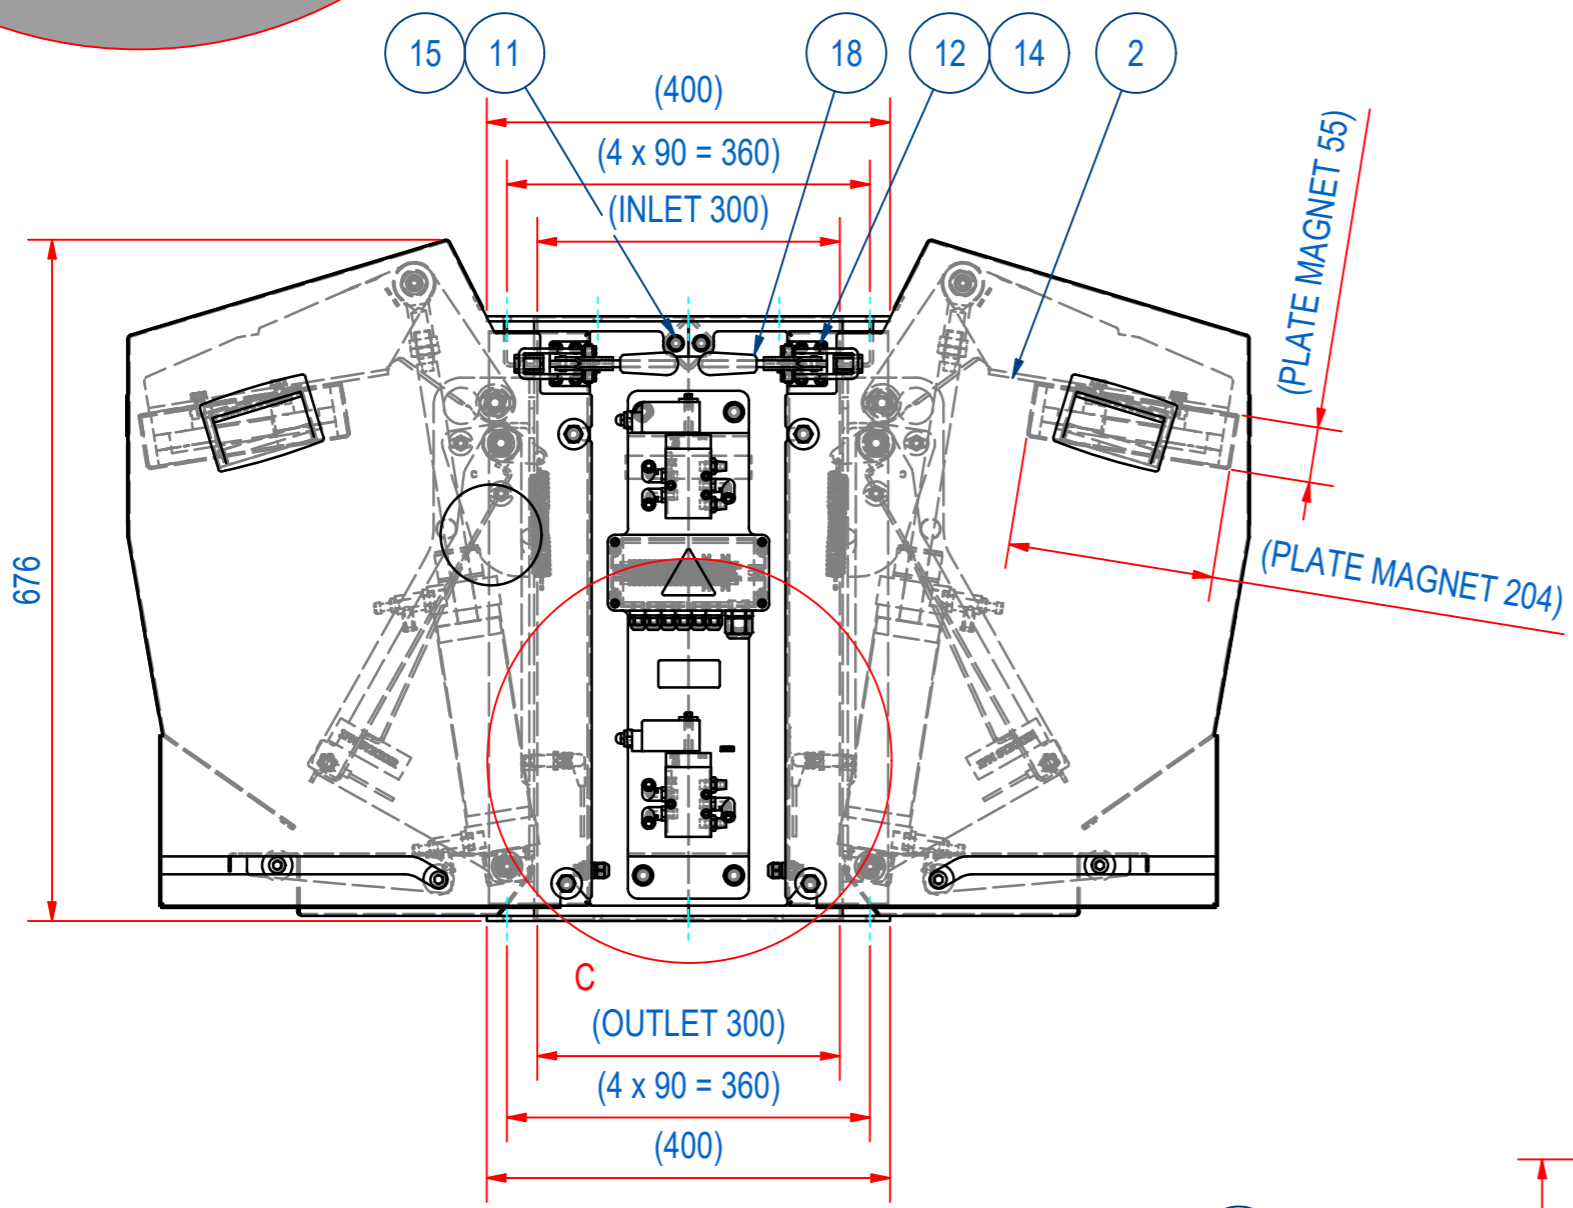 15 11 18 12 14 2
(400)
(4 x 90 = 360)
(INLET 300)
(PLATE MAGNET 55)
676
(PLATE MAGNET 204)
C
(OUTLET 300)
(4 x 90 = 360)
(400)